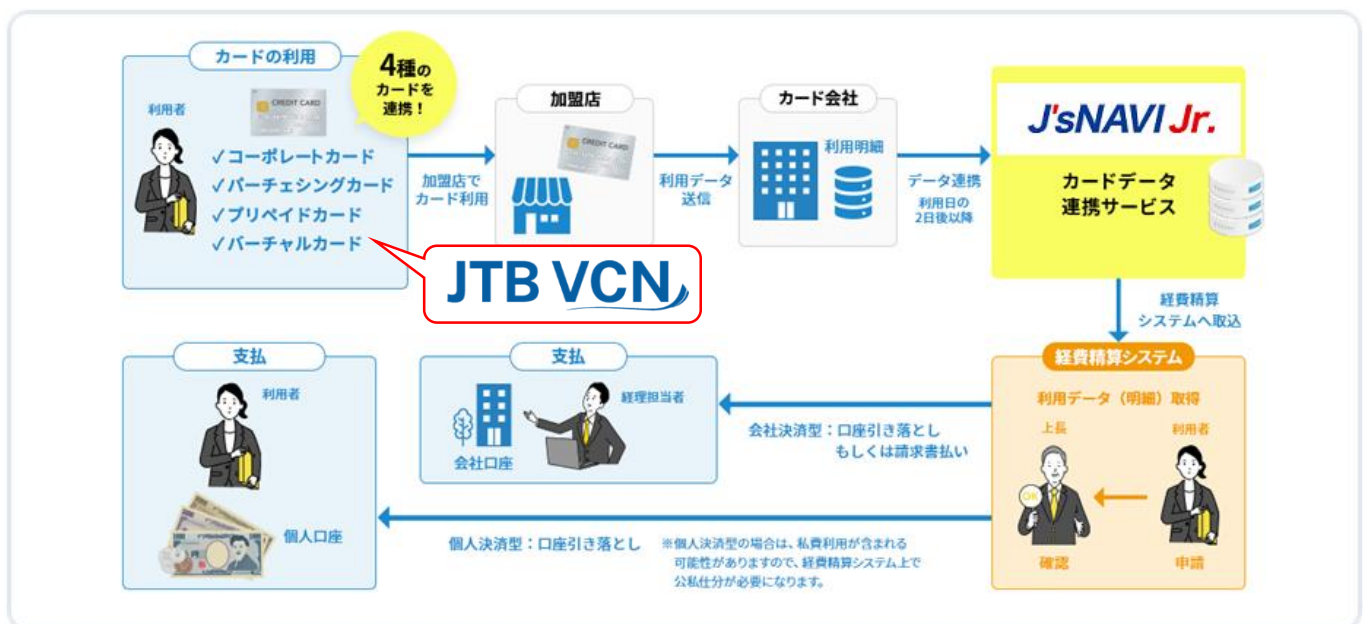 カードの利用
4種の
カードを
連携！
利用者
CREDIT CARD
✓コーポレートカード
✓パーチェシングカード
✓プリペイドカード
✓バーチャルカード
JTB VCN
加盟店で
カード利用
加盟店
CREDIT CARD
利用データ
送信
カード会社
利用明細
データ連携
利用日の
2日後以降
J'sNAVI Jr.
カードデータ
連携サービス
経費精算
システムへ取込
経費精算システム
利用データ（明細）取得
上長
利用者
OK
確認
申請
会社決済型：口座引き落とし
もしくは請求書払い
支払
経理担当者
会社口座
個人決済型：口座引き落とし
※個人決済型の場合は、私費利用が含まれる
可能性がありますので、経費精算システム上で
公私仕分が必要になります。
支払
利用者
個人口座